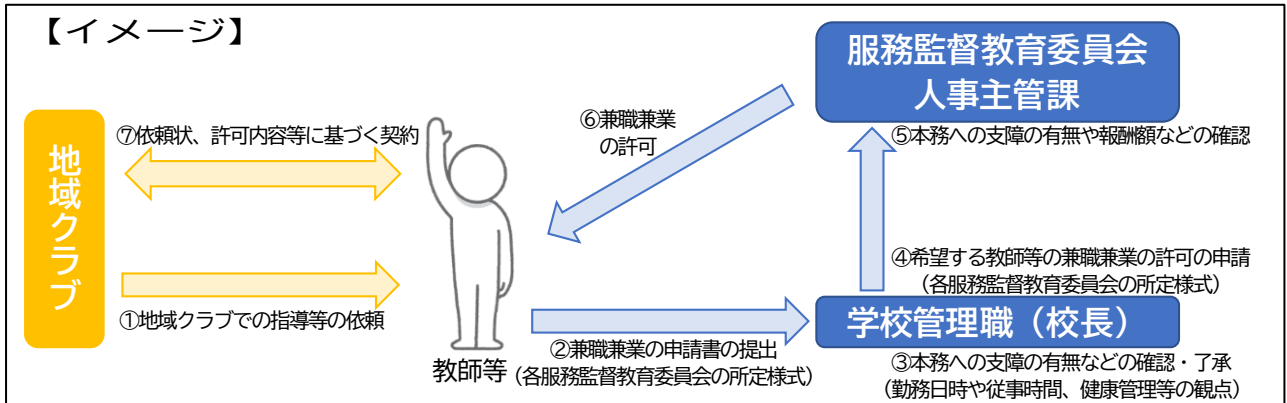 【イメージ】
服務監督教育委員会
人事主管課
⑦依頼状、許可内容等に基づく契約
⑥兼職兼業
の許可
⑤本務への支障の有無や報酬額などの確認
地域クラブ
④希望する教師等の兼職兼業の許可の申請
（各服務監督教育委員会の所定様式）
①地域クラブでの指導等の依頼
学校管理職（校長）
教師等
②兼職兼業の申請書の提出
（各服務監督教育委員会の所定様式）
③本務への支障の有無などの確認・了承
（勤務日時や従事時間、健康管理等の観点）